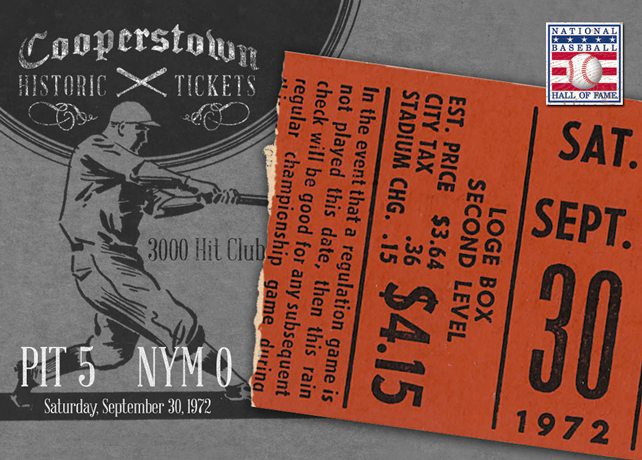 Cooperstown
HISTORIC TICKETS
3000 Hit Club
PIT 5 NYM 0
Saturday, September 30, 1972
NATIONAL
BASEBALL
HALL OF FAME
In the event that a regulation game is
not played this date, then this rain
check will be good for any subsequent
regular championship game during
EST. PRICE $3.64
CITY TAX .36
STADIUM CHG. .15
$4.15
LOGE BOX
SECOND LEVEL
SAT.
SEPT.
30
1972